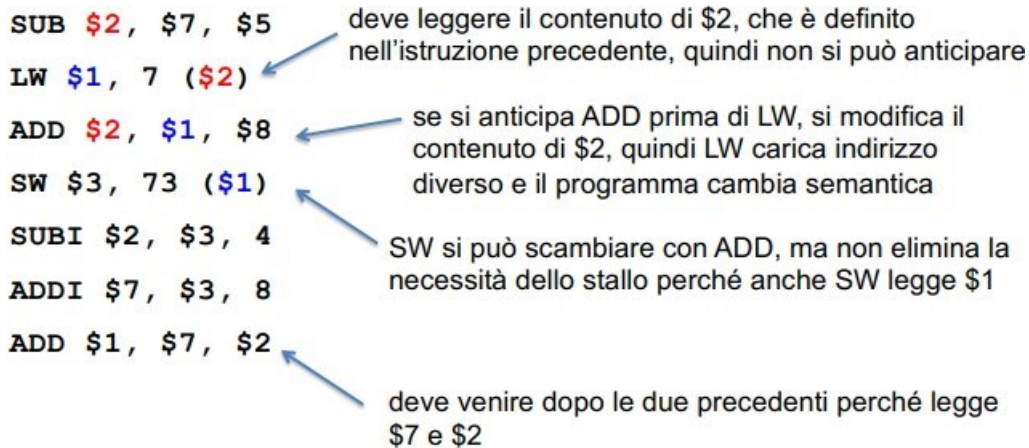 SUB $2, $7, $5
LW $1, 7 ($2)
ADD $2, $1, $8
SW $3, 73 ($1)
SUBI $2, $3, 4
ADDI $7, $3, 8
ADD $1, $7, $2
deve leggere il contenuto di $2, che è definito
nell'istruzione precedente, quindi non si può anticipare
se si anticipa ADD prima di LW, si modifica il
contenuto di $2, quindi LW carica indirizzo
diverso e il programma cambia semantica
SW si può scambiare con ADD, ma non elimina la
necessità dello stallo perché anche SW legge $1
deve venire dopo le due precedenti perché legge
$7 e $2